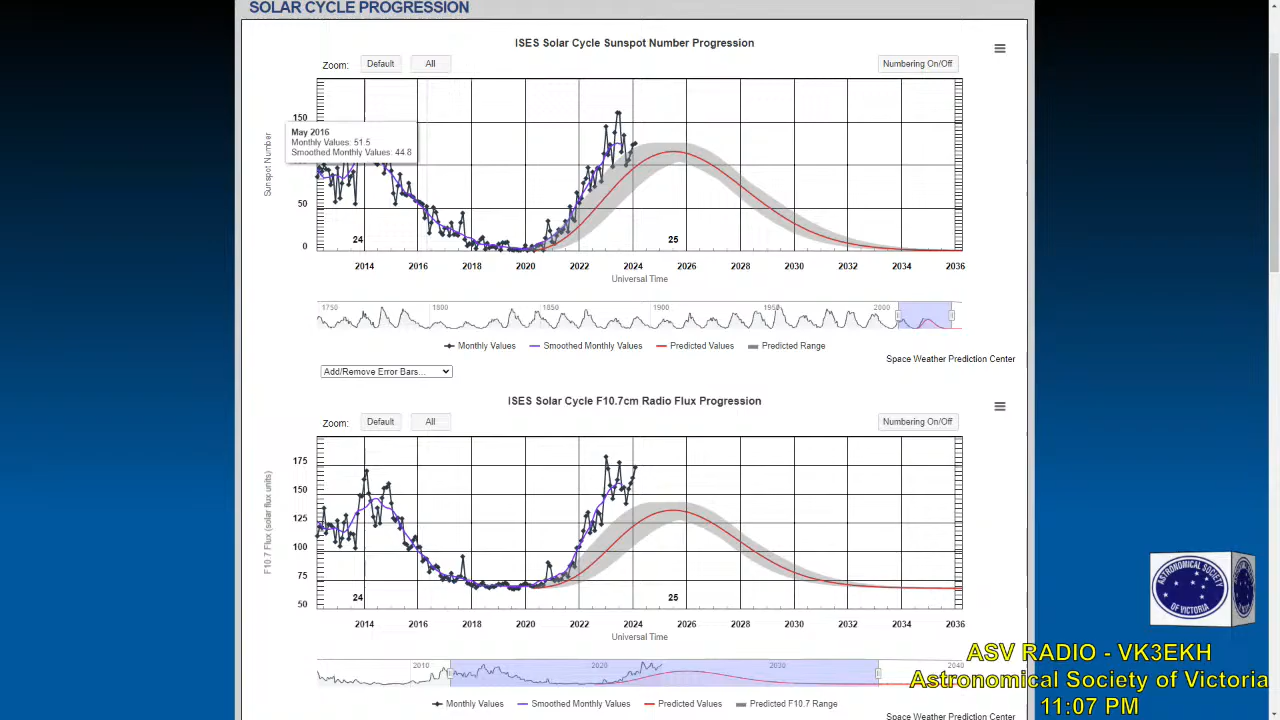 SOLAR CYCLE PROGRESSION
ISES Solar Cycle Sunspot Number Progression
Zoom: Default All Numbering On/Off
150
May 2016
Monthly Values: 51.5
Smoothed Monthly Values: 44.8
Sunspot Number
50
0
24 25
2014 2016 2018 2020 2022 2024 2026 2028 2030 2032 2034 2036
Universal Time
1750 1800 1850 1900 1950 2000
Monthly Values Smoothed Monthly Values Predicted Values Predicted Range
Space Weather Prediction Center
Add/Remove Error Bars...
ISES Solar Cycle F10.7cm Radio Flux Progression
Zoom: Default All Numbering On/Off
175
150
125
100
75
50
F10.7 Flux (solar flux units)
24 25
2014 2016 2018 2020 2022 2024 2026 2028 2030 2032 2034 2036
Universal Time
2010 2020 2030 2040
Monthly Values Smoothed Monthly Values Predicted Values Predicted F10.7 Range
Space Weather Prediction Center
ASTRONOMICAL SOCIETY
OF VICTORIA
ASV RADIO - VK3EKH
Astronomical Society of Victoria
11:07 PM